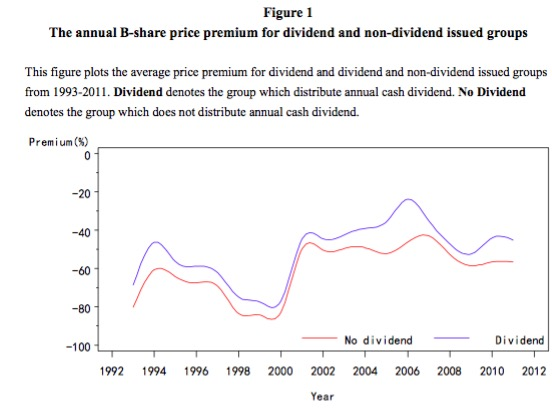 Figure 1
The annual B-share price premium for dividend and non-dividend issued groups
This figure plots the average price premium for dividend and dividend and non-dividend issued groups
from 1993-2011. Dividend denotes the group which distribute annual cash dividend. No Dividend
denotes the group which does not distribute annual cash dividend.
Premium(%)
0
-20
-40
-60
-80
-100
No dividend Dividend
1992 1994 1996 1998 2000 2002 2004 2006 2008 2010 2012
Year